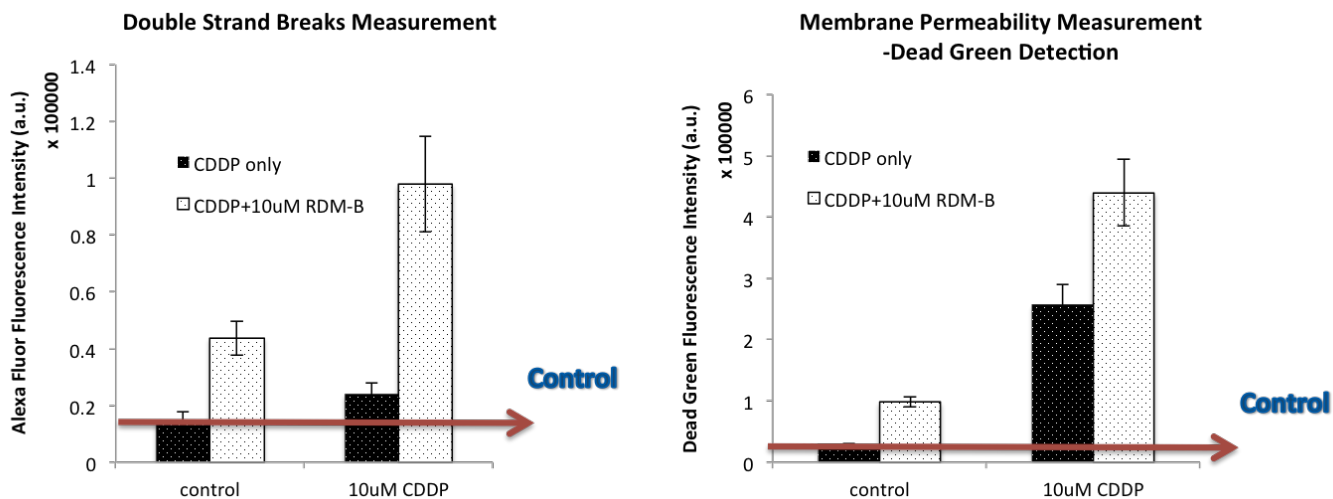 Double Strand Breaks Measurement
Alexa Fluor Fluorescence Intensity (a.u.)
x 100000
1.4
1.2
1
0.8
0.6
0.4
0.2
0
CDDP only
CDDP+10uM RDM-B
Control
control
10uM CDDP
Membrane Permeability Measurement
-Dead Green Detection
Dead Green Fluorescence Intensity (a.u.)
x 100000
6
5
4
3
2
1
0
CDDP only
CDDP+10uM RDM-B
Control
control
10uM CDDP